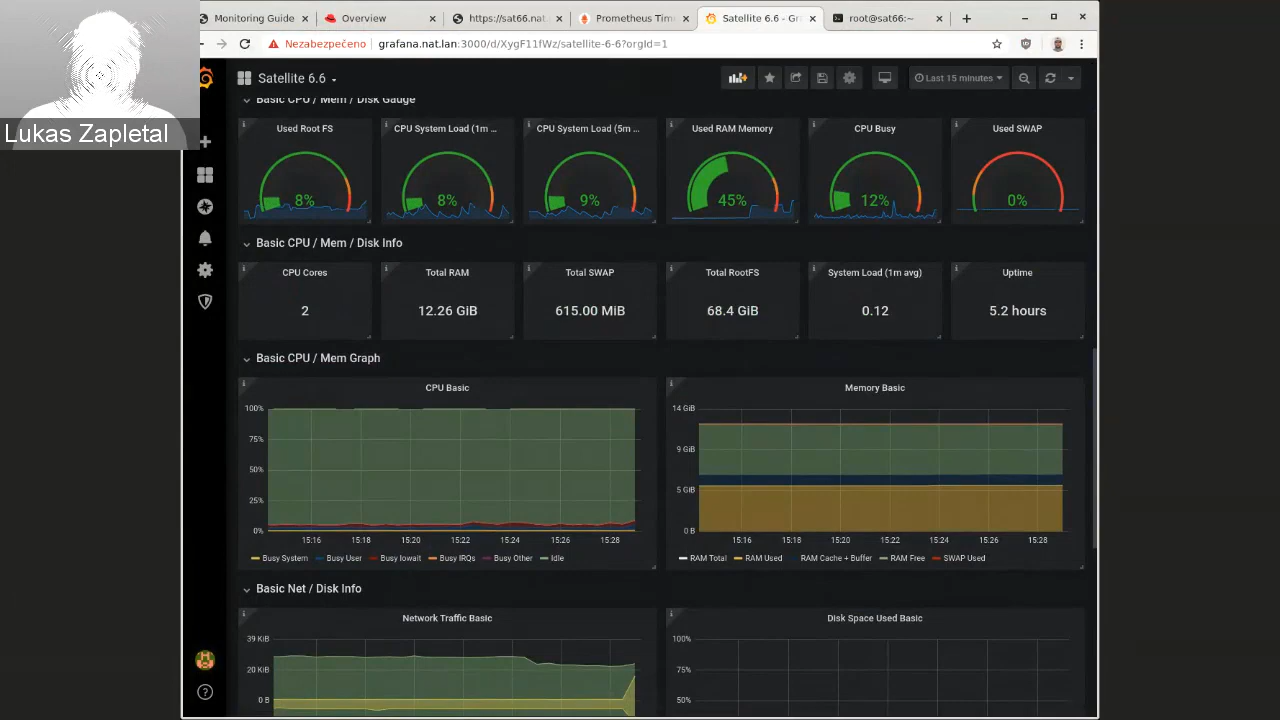 Monitoring Guide
Overview
https://sat66.nat.
Prometheus Time
Satellite 6.6 - Gr
root@sat66:~
Nezabezpečeno
grafana.nat.lan:3000/d/XygF11fWz/satellite-6-6?orgId=1
Lukas Zapletal
Satellite 6.6
Last 15 minutes
Basic CPU / Mem / Disk Gauge
Used Root FS
CPU System Load (1m ...
CPU System Load (5m ...
Used RAM Memory
CPU Busy
Used SWAP
8%
8%
9%
45%
12%
0%
Basic CPU / Mem / Disk Info
CPU Cores
Total RAM
Total SWAP
Total RootFS
System Load (1m avg)
Uptime
2
12.26 GiB
615.00 MiB
68.4 GiB
0.12
5.2 hours
Basic CPU / Mem Graph
CPU Basic
100%
75%
50%
25%
0%
15:16 15:18 15:20 15:22 15:24 15:26 15:28
Busy System Busy User Busy Iowait Busy IRQs Busy Other Idle
Memory Basic
14 GiB
9 GiB
5 GiB
0 B
15:16 15:18 15:20 15:22 15:24 15:26 15:28
RAM Total RAM Used RAM Cache + Buffer RAM Free SWAP Used
Basic Net / Disk Info
Network Traffic Basic
39 KiB
20 KiB
0 B
Disk Space Used Basic
100%
75%
50%